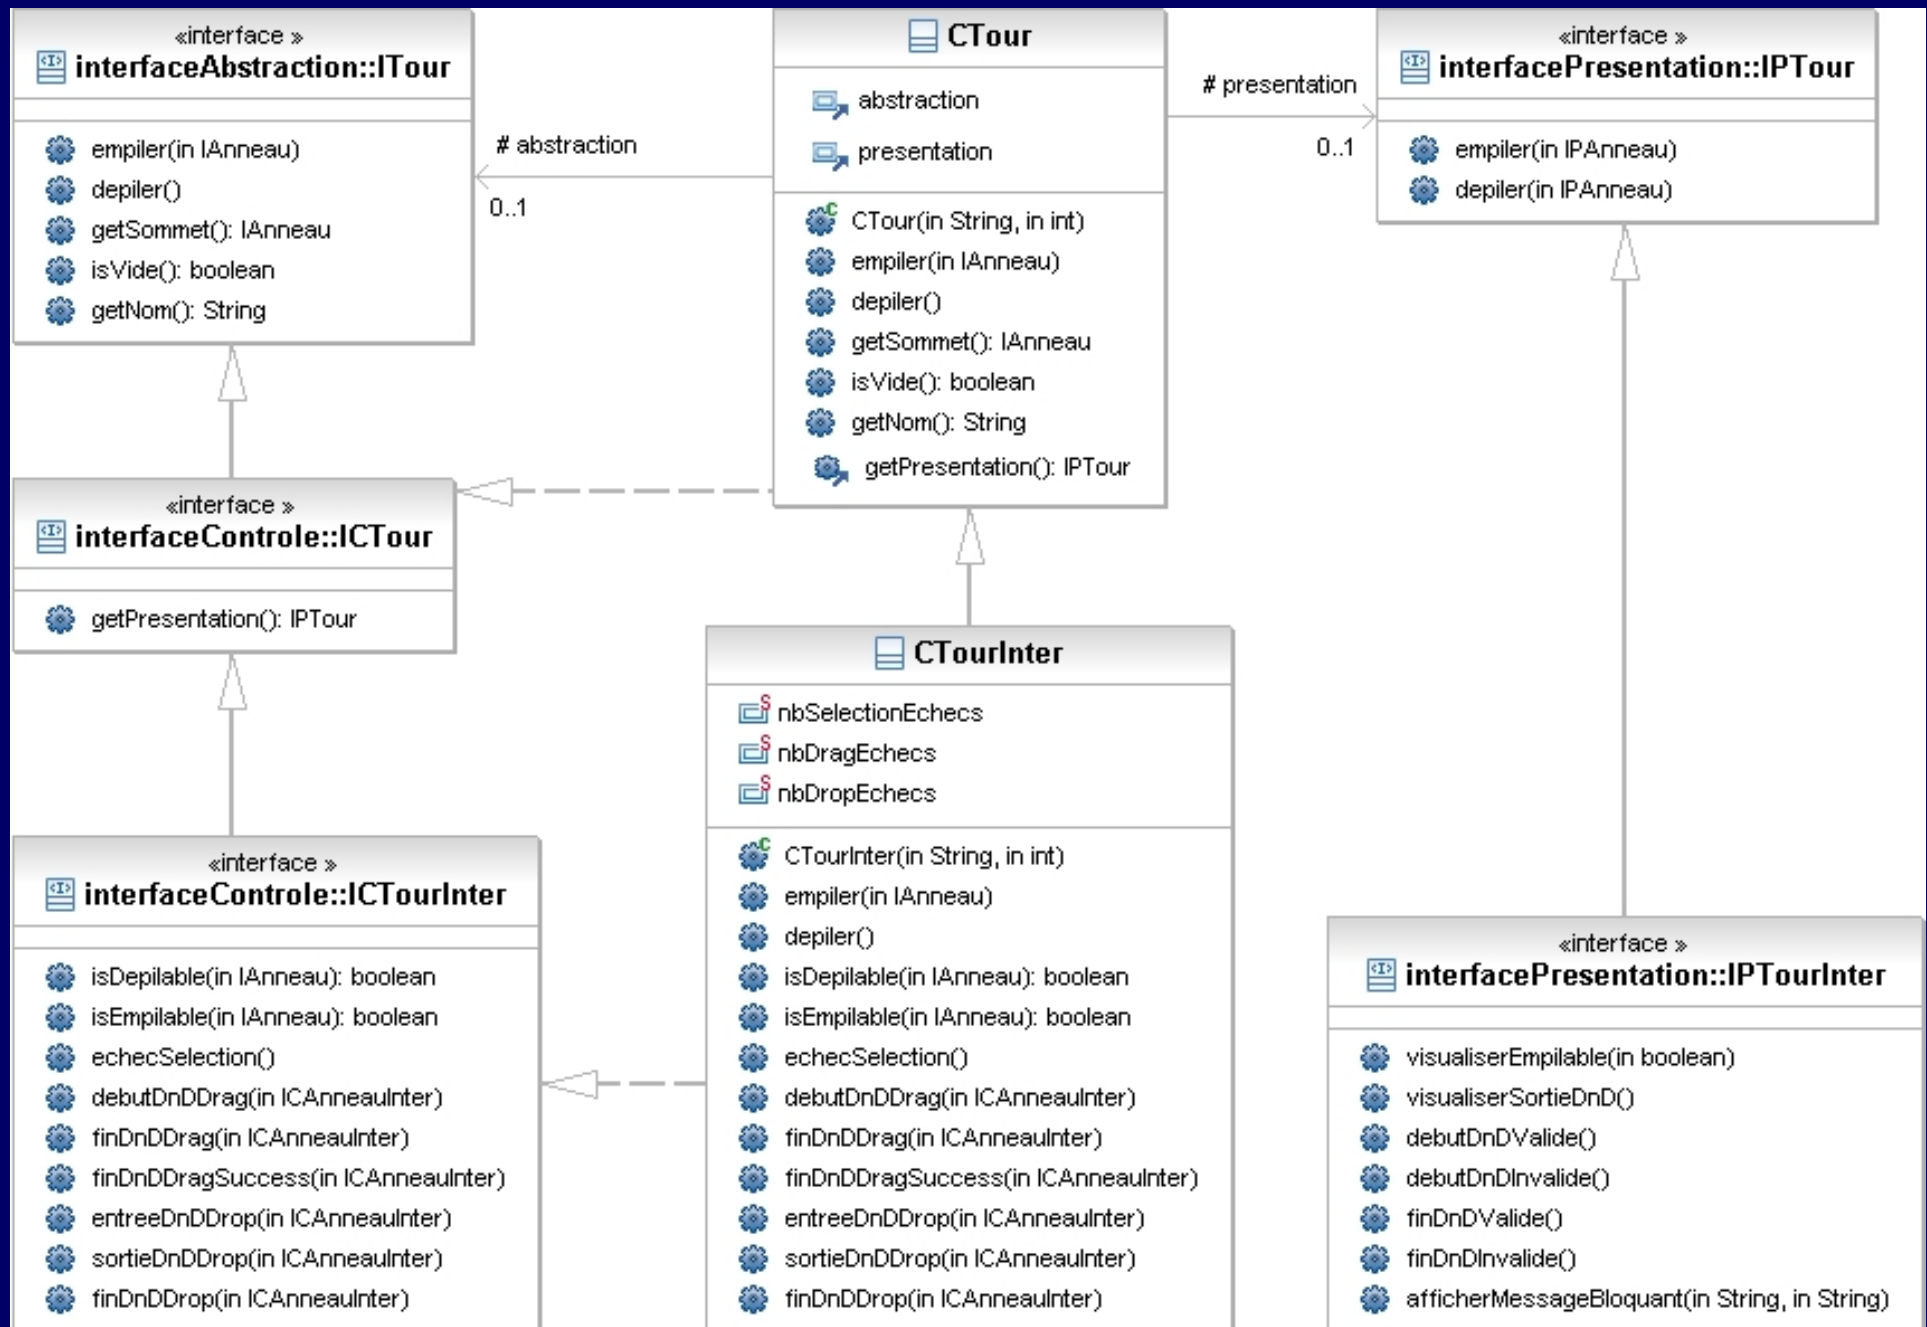 «interface »
interfaceAbstraction::ITour
empiler(in IAnneau)
depiler()
getSommet(): IAnneau
isVide(): boolean
getNom(): String
# abstraction
0..1
CTour
abstraction
presentation
CTour(in String, in int)
empiler(in IAnneau)
depiler()
getSommet(): IAnneau
isVide(): boolean
getNom(): String
getPresentation(): IPTour
# presentation
0..1
«interface »
interfacePresentation::IPTour
empiler(in IPAnneau)
depiler(in IPAnneau)
«interface »
interfaceControle::ICTour
getPresentation(): IPTour
«interface »
interfaceControle::ICTourInter
isDepilable(in IAnneau): boolean
isEmpilable(in IAnneau): boolean
echecSelection()
debutDnDDrag(in ICAnneauInter)
finDnDDrag(in ICAnneauInter)
finDnDDragSuccess(in ICAnneauInter)
entreeDnDDrop(in ICAnneauInter)
sortieDnDDrop(in ICAnneauInter)
finDnDDrop(in ICAnneauInter)
CTourInter
nbSelectionEchecs
nbDragEchecs
nbDropEchecs
CTourInter(in String, in int)
empiler(in IAnneau)
depiler()
isDepilable(in IAnneau): boolean
isEmpilable(in IAnneau): boolean
echecSelection()
debutDnDDrag(in ICAnneauInter)
finDnDDrag(in ICAnneauInter)
finDnDDragSuccess(in ICAnneauInter)
entreeDnDDrop(in ICAnneauInter)
sortieDnDDrop(in ICAnneauInter)
finDnDDrop(in ICAnneauInter)
«interface »
interfacePresentation::IPTourInter
visualiserEmpilable(in boolean)
visualiserSortieDnD()
debutDnDValide()
debutDnDInvalide()
finDnDValide()
finDnDInvalide()
afficherMessageBloquant(in String, in String)